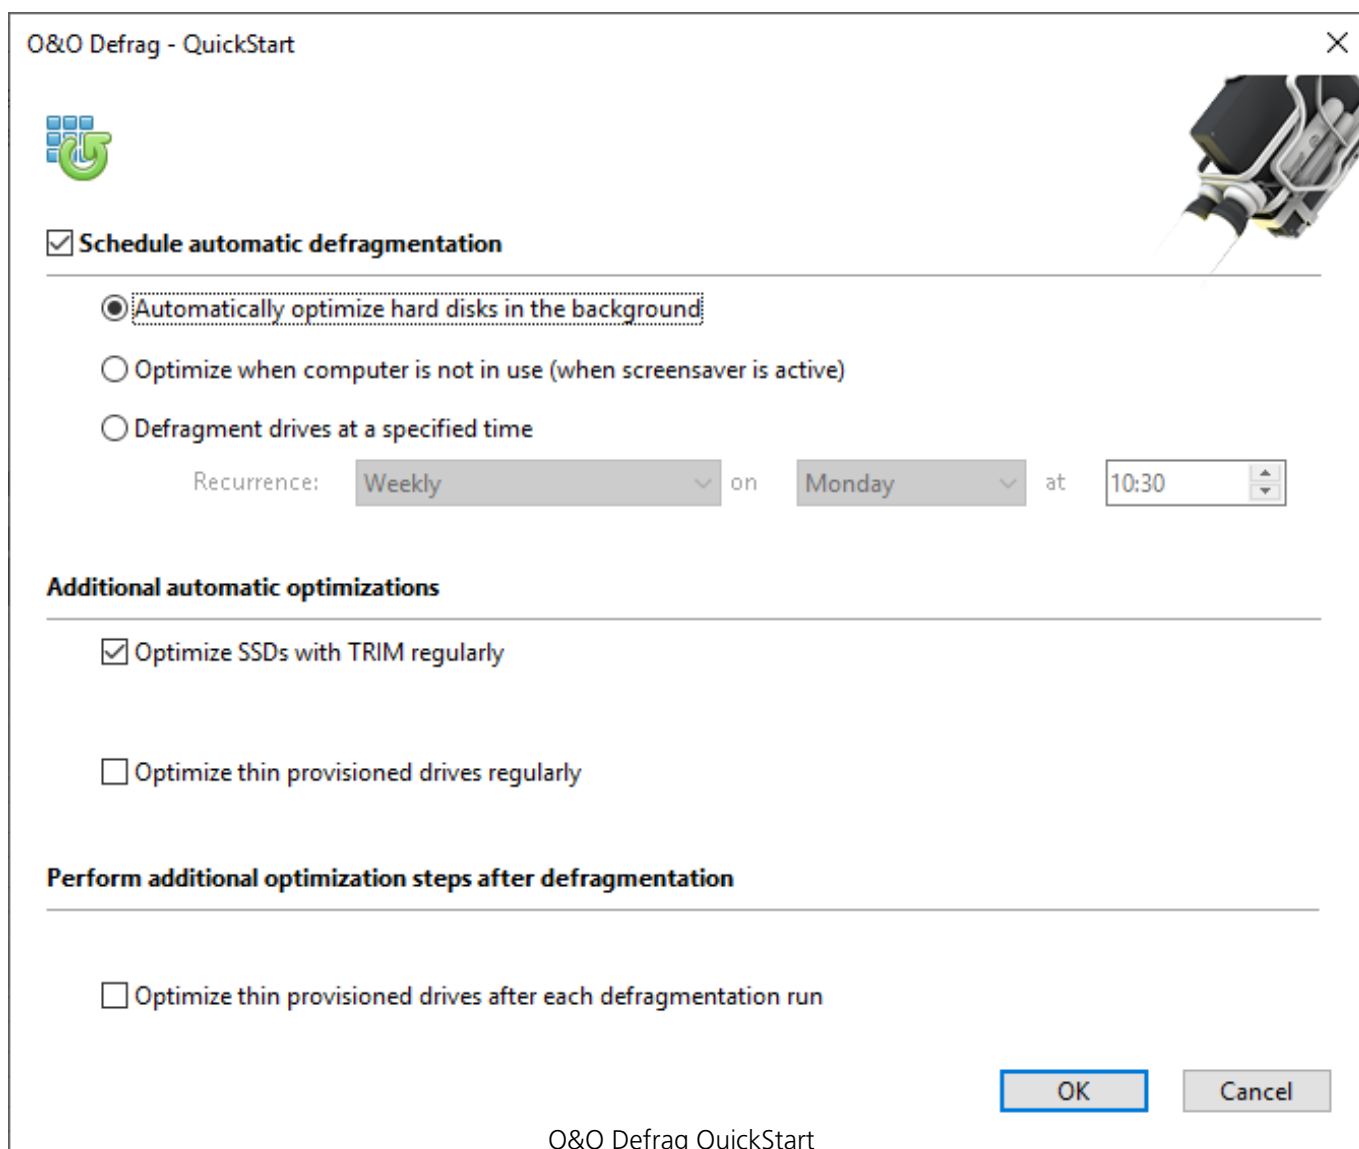 O&O Defrag - QuickStart
Schedule automatic defragmentation
Automatically optimize hard disks in the background
Optimize when computer is not in use (when screensaver is active)
Defragment drives at a specified time
Recurrence: Weekly on Monday at 10:30
Additional automatic optimizations
Optimize SSDs with TRIM regularly
Optimize thin provisioned drives regularly
Perform additional optimization steps after defragmentation
Optimize thin provisioned drives after each defragmentation run
OK Cancel
O&O Defrag QuickStart